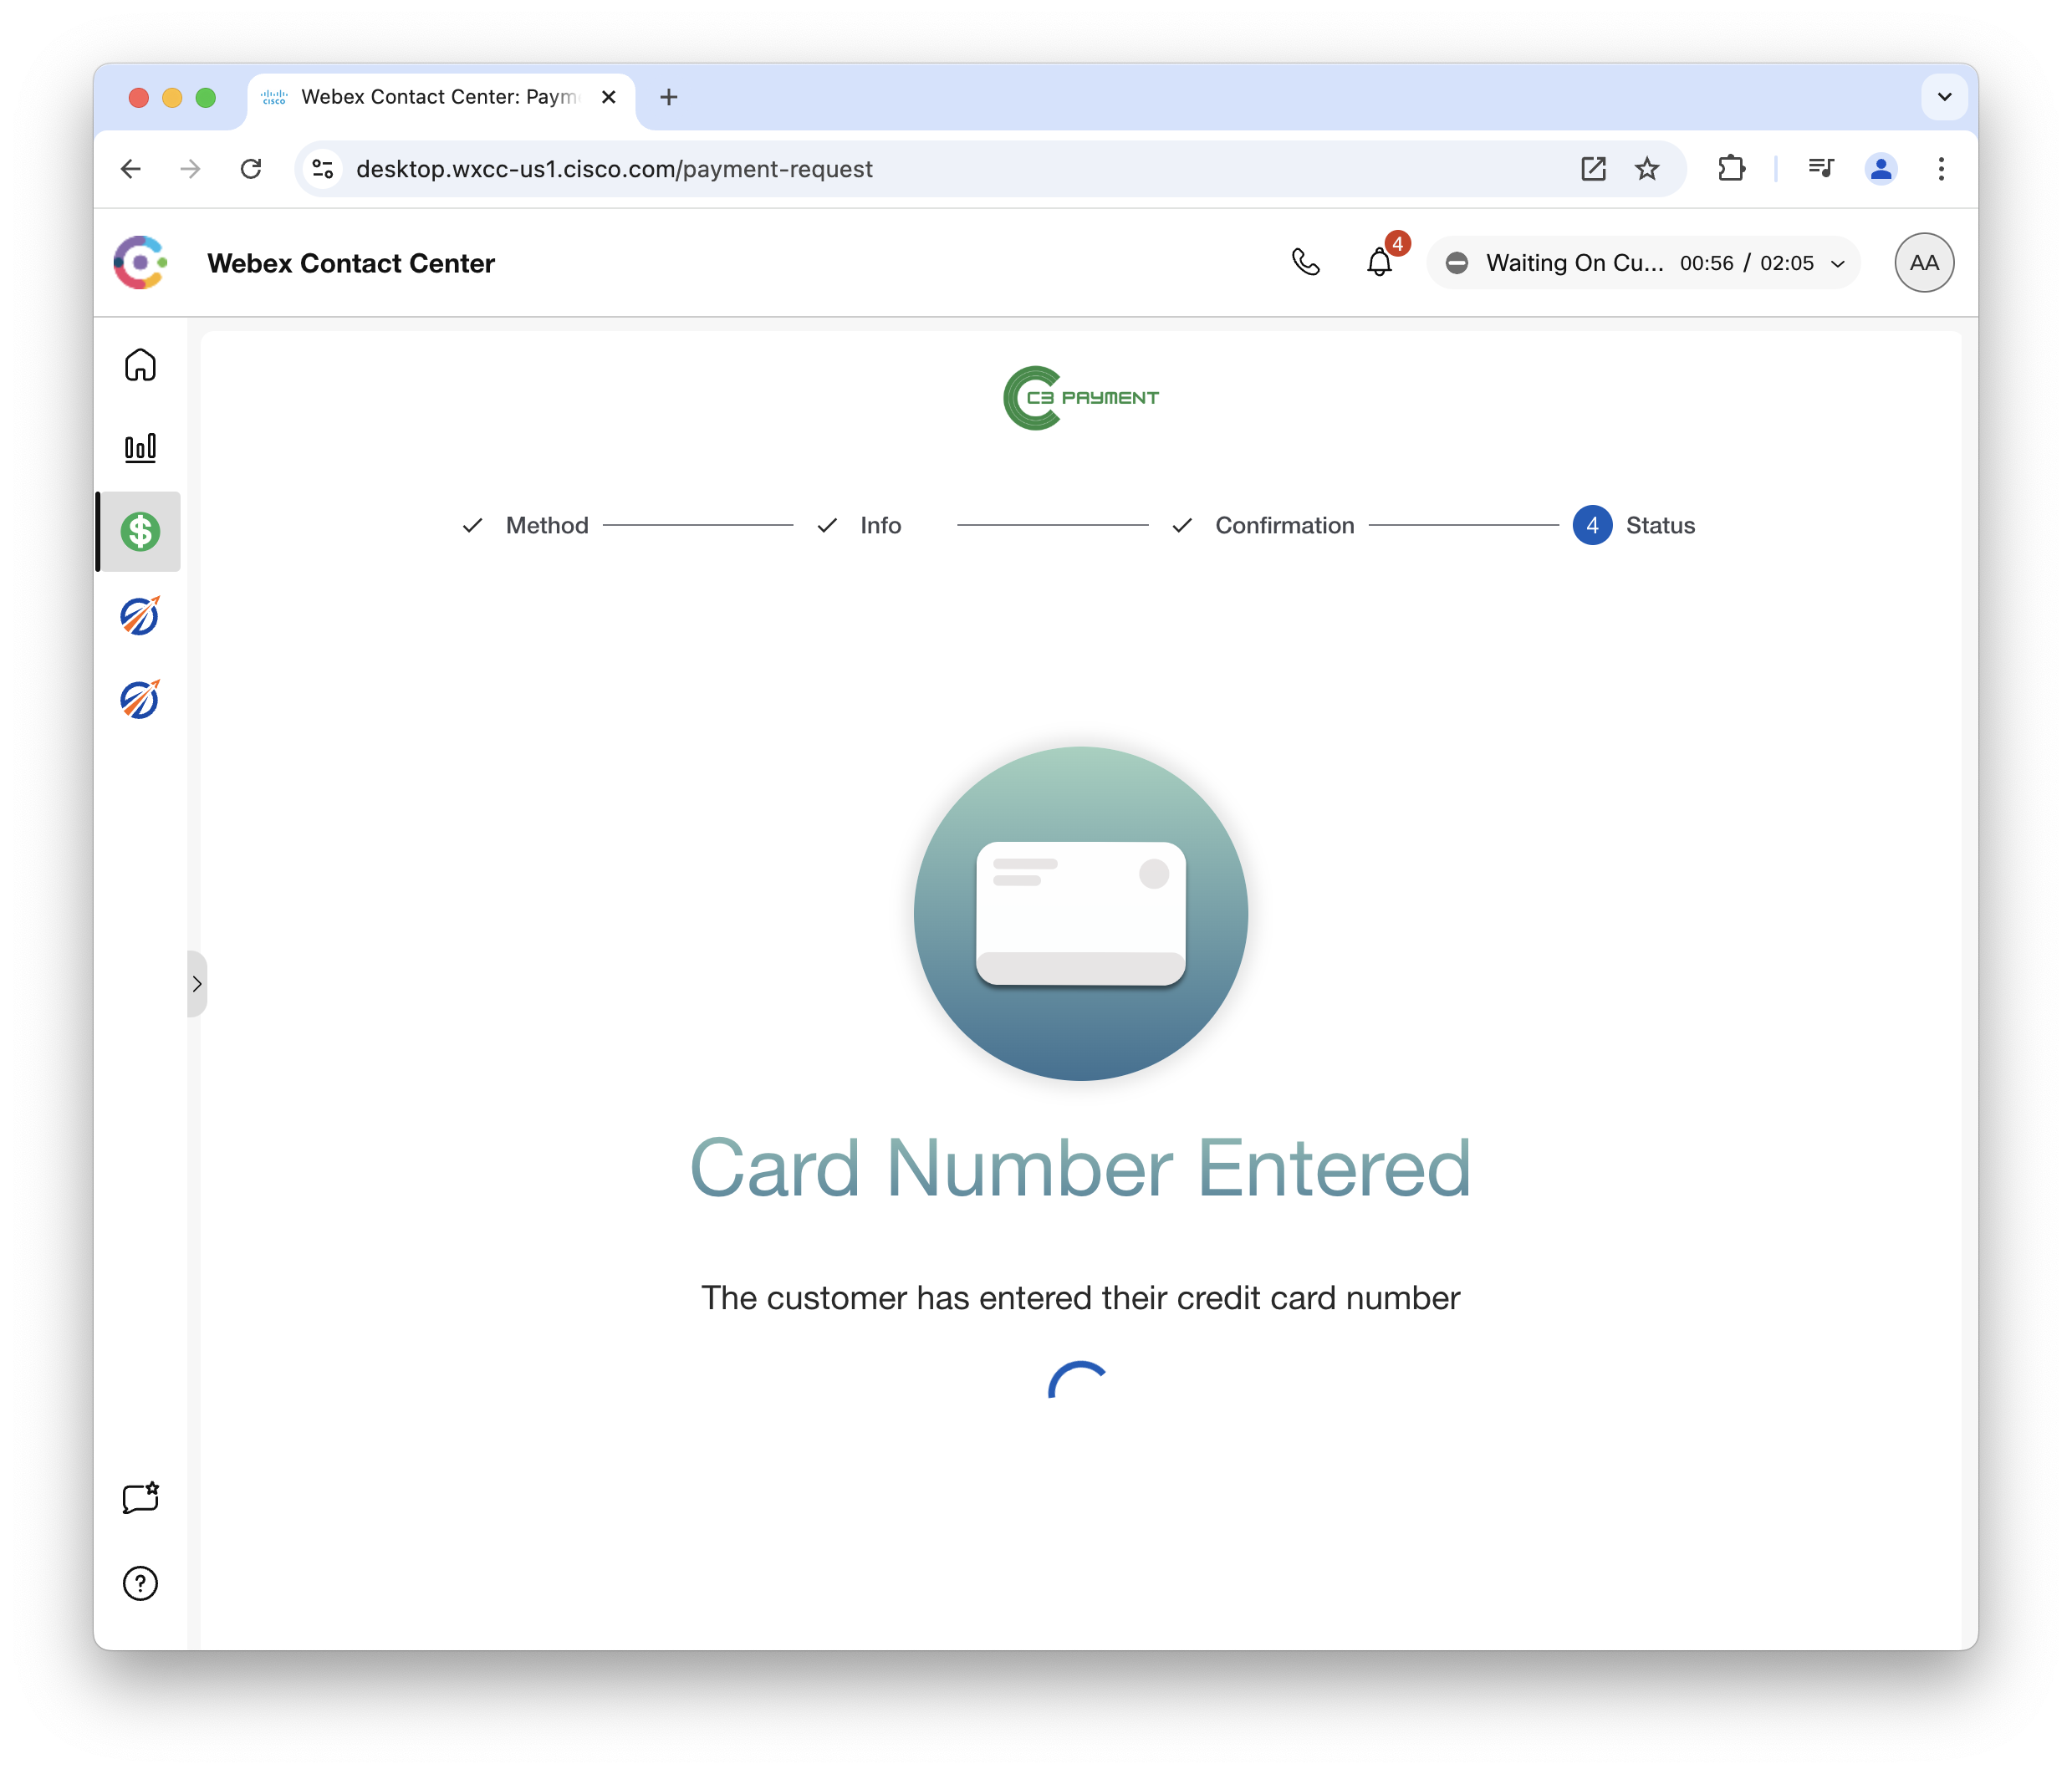 cisco
Webex Contact Center: Paym
desktop.wxcc-us1.cisco.com/payment-request
Webex Contact Center
4
Waiting On Cu... 00:56 / 02:05
AA
C3 PAYMENT
Method
Info
Confirmation
4 Status
$
Card Number Entered
The customer has entered their credit card number
?